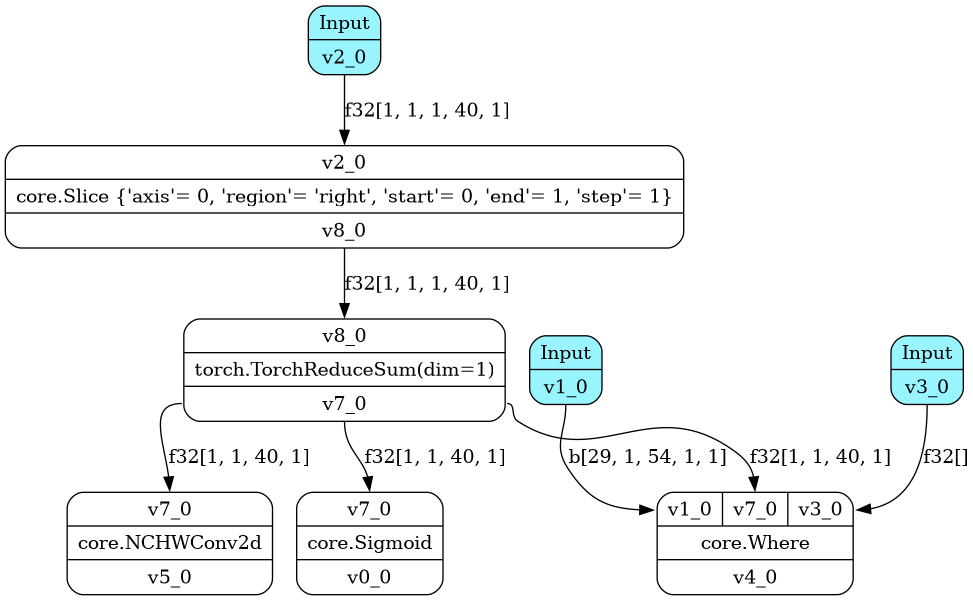 Input
v2_0
f32[1, 1, 1, 40, 1]
v2_0
core.Slice {'axis'= 0, 'region'= 'right', 'start'= 0, 'end'= 1, 'step'= 1}
v8_0
f32[1, 1, 1, 40, 1]
v8_0
torch.TorchReduceSum(dim=1)
v7_0
Input
v1_0
Input
v3_0
f32[1, 1, 40, 1]
f32[1, 1, 40, 1]
b[29, 1, 54, 1, 1]
f32[1, 1, 40, 1]
f32[]
v7_0
core.NCHWConv2d
v5_0
v7_0
core.Sigmoid
v0_0
v1_0 v7_0 v3_0
core.Where
v4_0